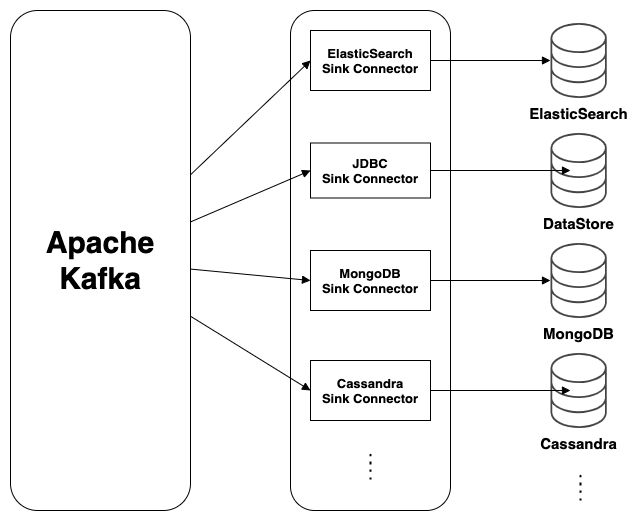 Apache
Kafka
ElasticSearch
Sink Connector
JDBC
Sink Connector
MongoDB
Sink Connector
Cassandra
Sink Connector
ElasticSearch
DataStore
MongoDB
Cassandra